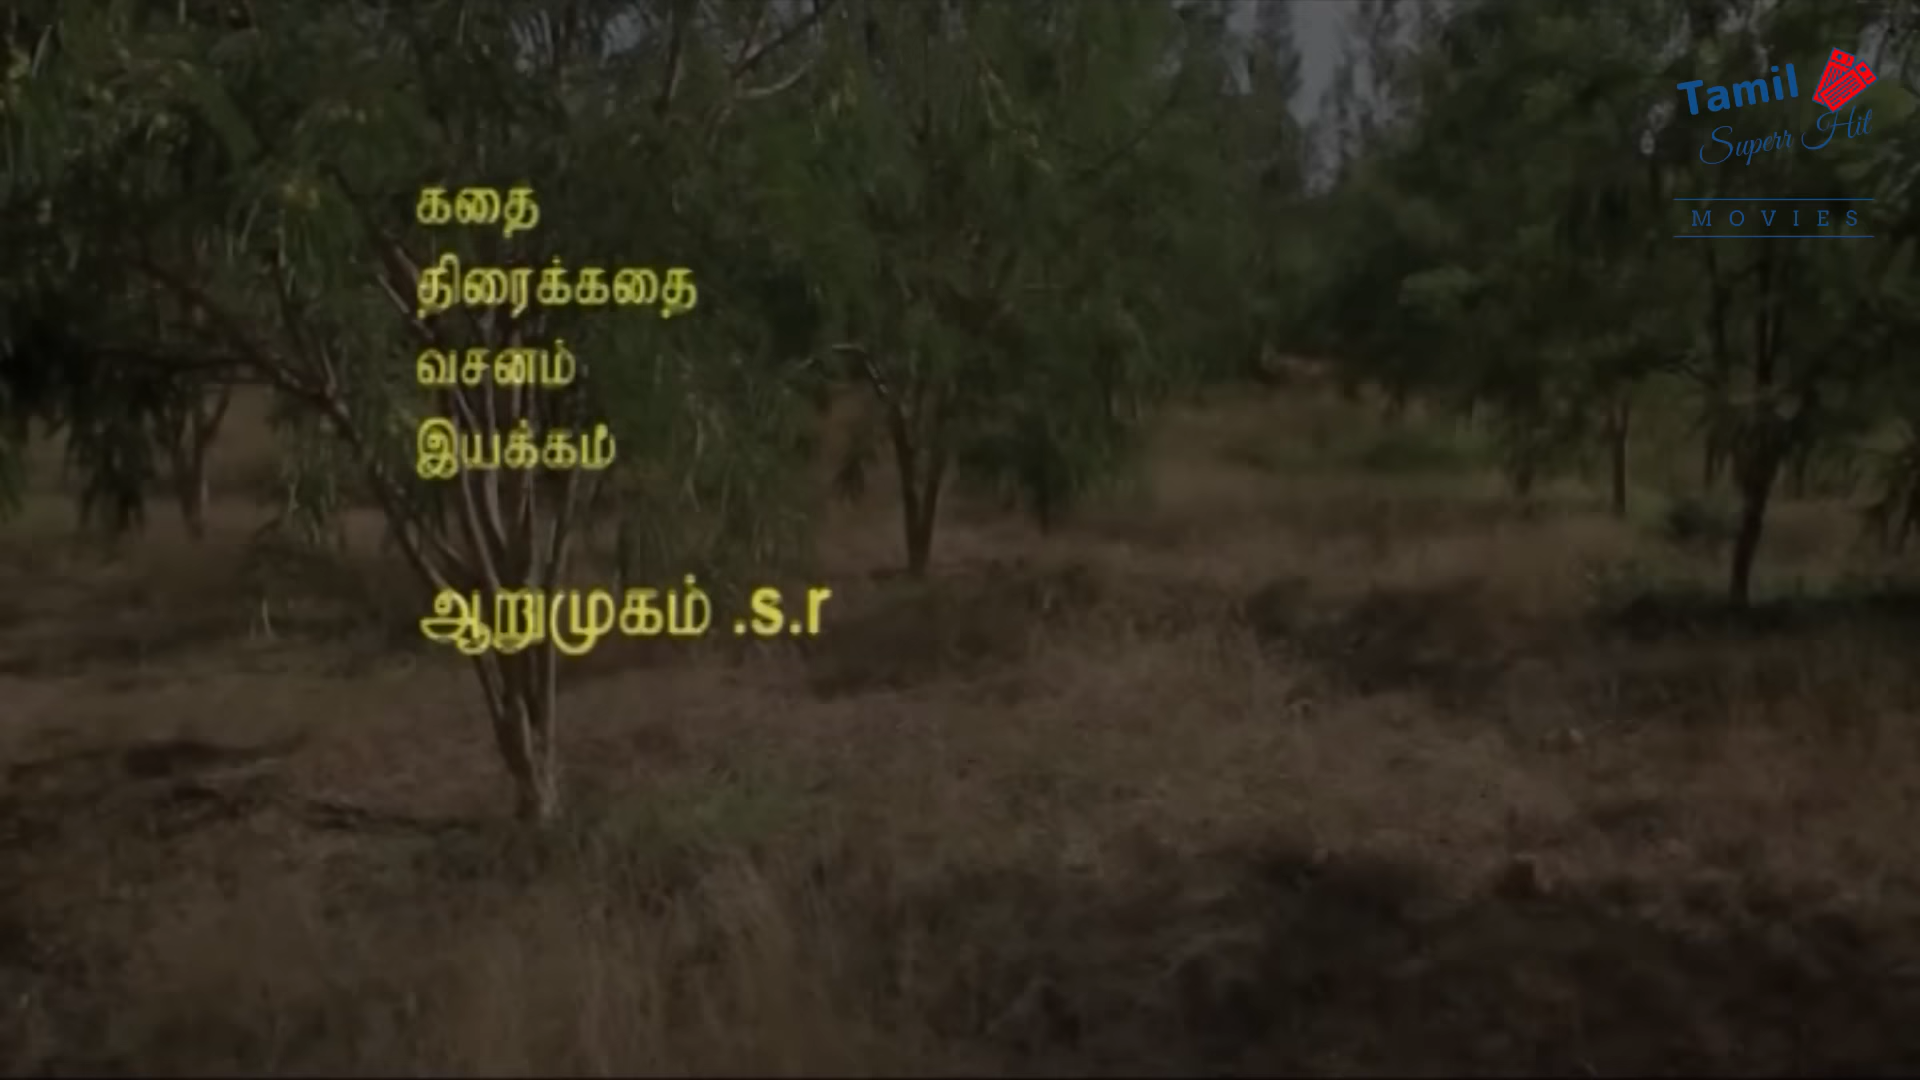 கதை
திரைக்கதை
வசனம்
இயக்கமீ
ஆறுமுகம் .s.r
Tamil
Superr Hit
MOVIES